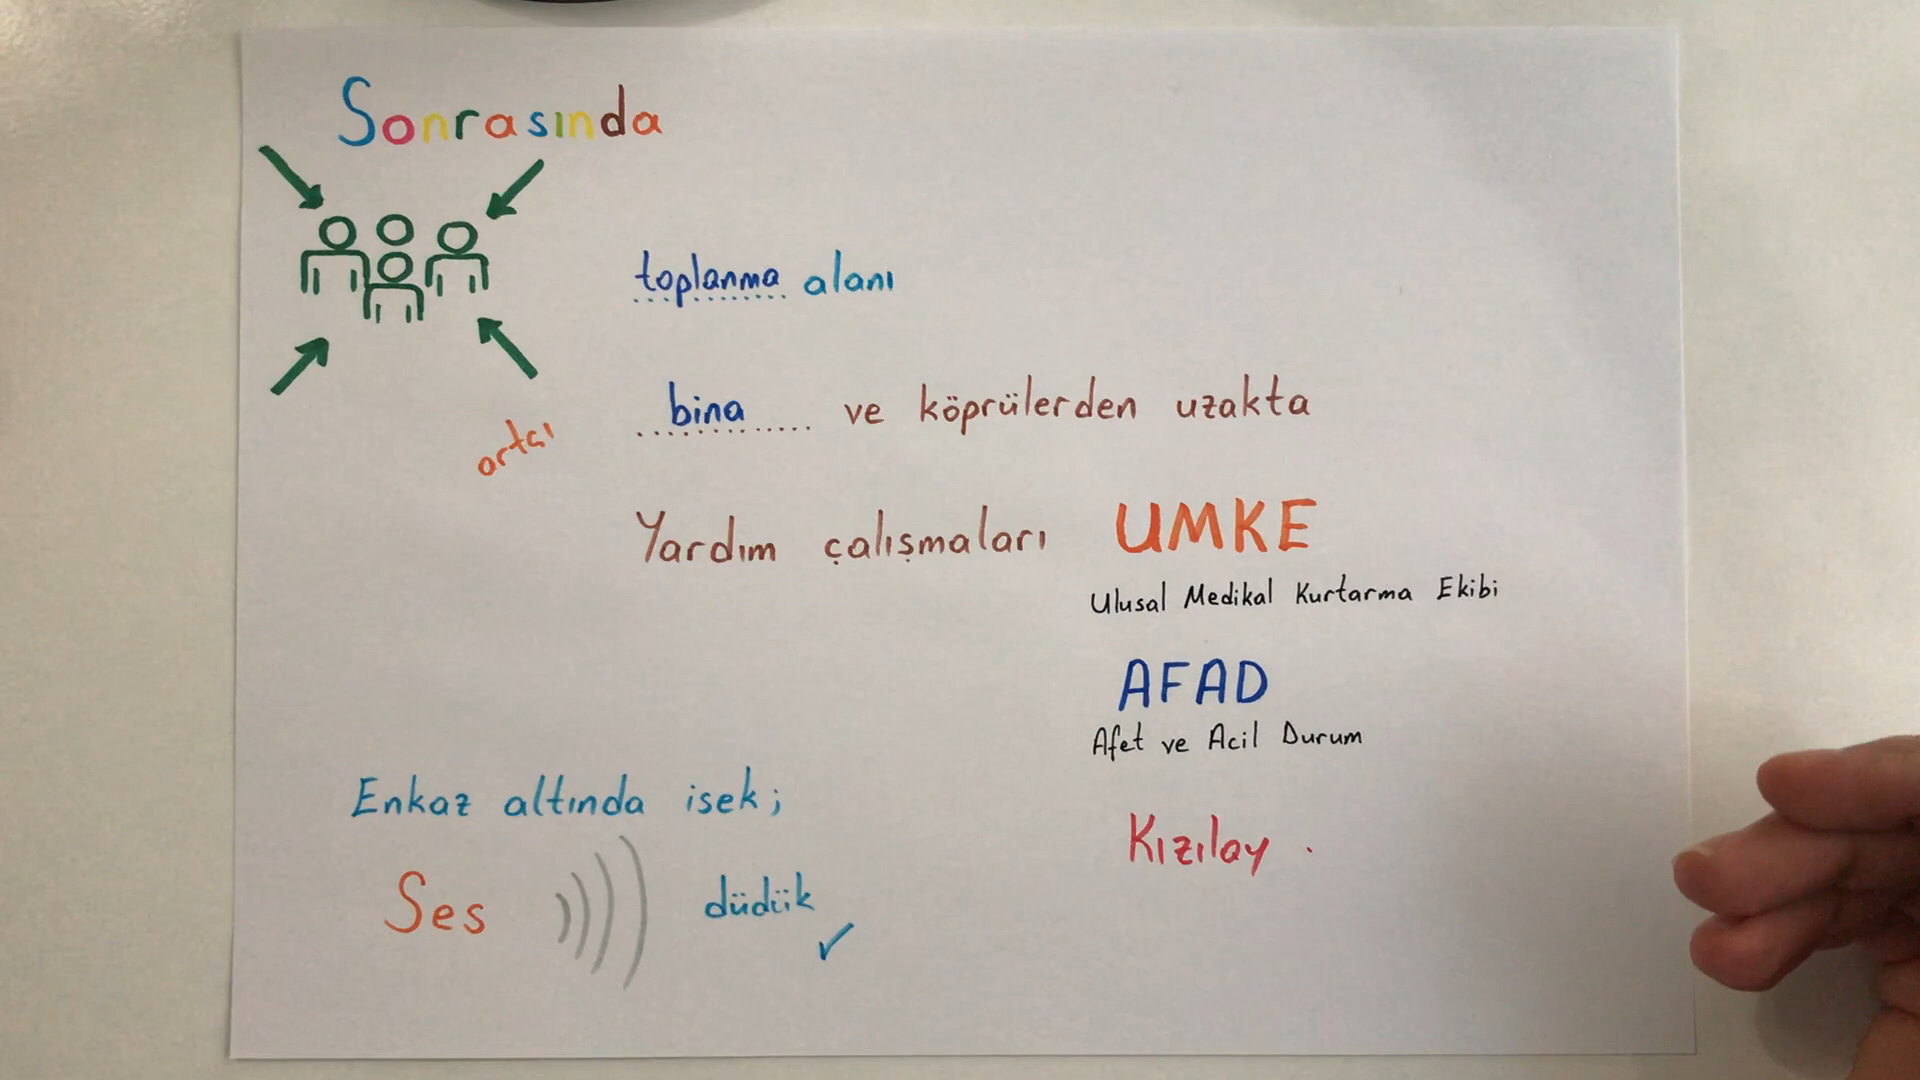 Sonrasında
toplanma alanı
bina ve köprülerden uzakta
artçı
Yardım çalışmaları UMKE
Ulusal Medikal Kurtarma Ekibi
AFAD
Afet ve Acil Durum
Kızılay
Enkaz altında isek;
Ses düdük